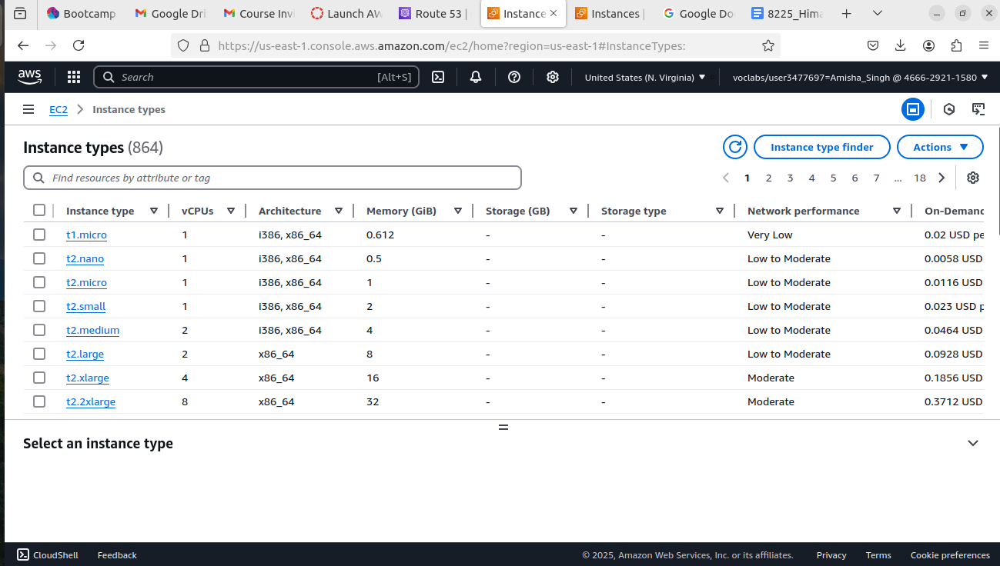 Bootcamp Google Dri Course Invi Launch AW Route 53 | Instance Instances | Google Do 8225_Hima
https://us-east-1.console.aws.amazon.com/ec2/home?region=us-east-1#InstanceTypes:
aws Search [Alt+S] United States (N. Virginia) voclabs/user3477697=Amisha_Singh @ 4666-2921-1580
EC2 Instance types
Instance types (864) Instance type finder Actions
Find resources by attribute or tag 1 2 3 4 5 6 7 ... 18
Instance type vCPUs Architecture Memory (GiB) Storage (GB) Storage type Network performance On-Demand
t1.micro 1 i386, x86_64 0.612 - - Very Low 0.02 USD pe
t2.nano 1 i386, x86_64 0.5 - - Low to Moderate 0.0058 USD
t2.micro 1 i386, x86_64 1 - - Low to Moderate 0.0116 USD
t2.small 1 i386, x86_64 2 - - Low to Moderate 0.023 USD p
t2.medium 2 i386, x86_64 4 - - Low to Moderate 0.0464 USD
t2.large 2 x86_64 8 - - Low to Moderate 0.0928 USD
t2.xlarge 4 x86_64 16 - - Moderate 0.1856 USD
t2.2xlarge 8 x86_64 32 - - Moderate 0.3712 USD
Select an instance type
CloudShell Feedback © 2025, Amazon Web Services, Inc. or its affiliates. Privacy Terms Cookie preferences